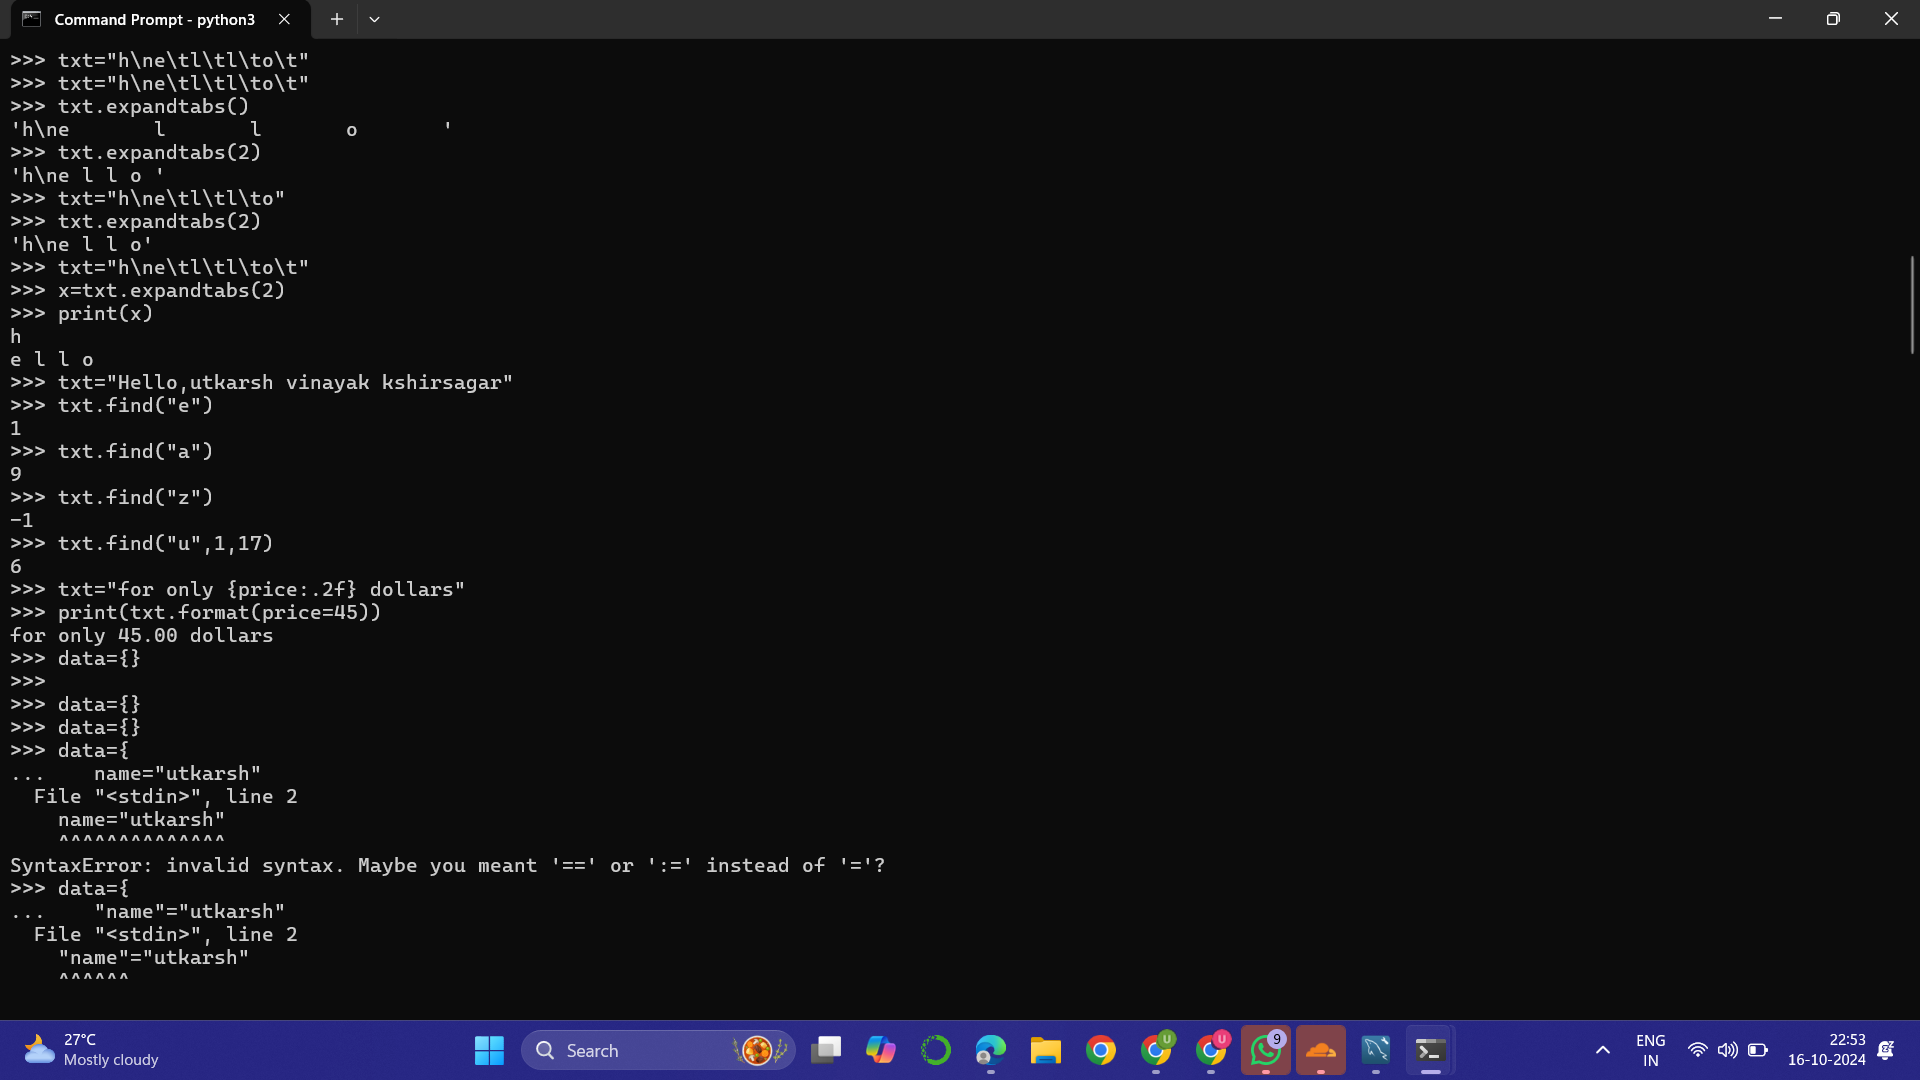 Command Prompt - python3
>>> txt="h\ne\tl\tl\to\t"
>>> txt="h\ne\tl\tl\to\t"
>>> txt.expandtabs()
'h\ne       l       l       o       '
>>> txt.expandtabs(2)
'h\ne l l o '
>>> txt="h\ne\tl\tl\to"
>>> txt.expandtabs(2)
'h\ne l l o'
>>> txt="h\ne\tl\tl\to\t"
>>> x=txt.expandtabs(2)
>>> print(x)
h
e l l o
>>> txt="Hello,utkarsh vinayak kshirsagar"
>>> txt.find("e")
1
>>> txt.find("a")
9
>>> txt.find("z")
-1
>>> txt.find("u",1,17)
6
>>> txt="for only {price:.2f} dollars"
>>> print(txt.format(price=45))
for only 45.00 dollars
>>> data={}
>>>
>>> data={}
>>> data={}
>>> data={
...    name="utkarsh"
  File "<stdin>", line 2
    name="utkarsh"
    ^^^^^^^^^^^^^^
SyntaxError: invalid syntax. Maybe you meant '==' or ':=' instead of '='?
>>> data={
...    "name"="utkarsh"
  File "<stdin>", line 2
    "name"="utkarsh"
    ^^^^^^
27°C
Mostly cloudy
Search
U
U
9
ENG
IN
22:53
16-10-2024